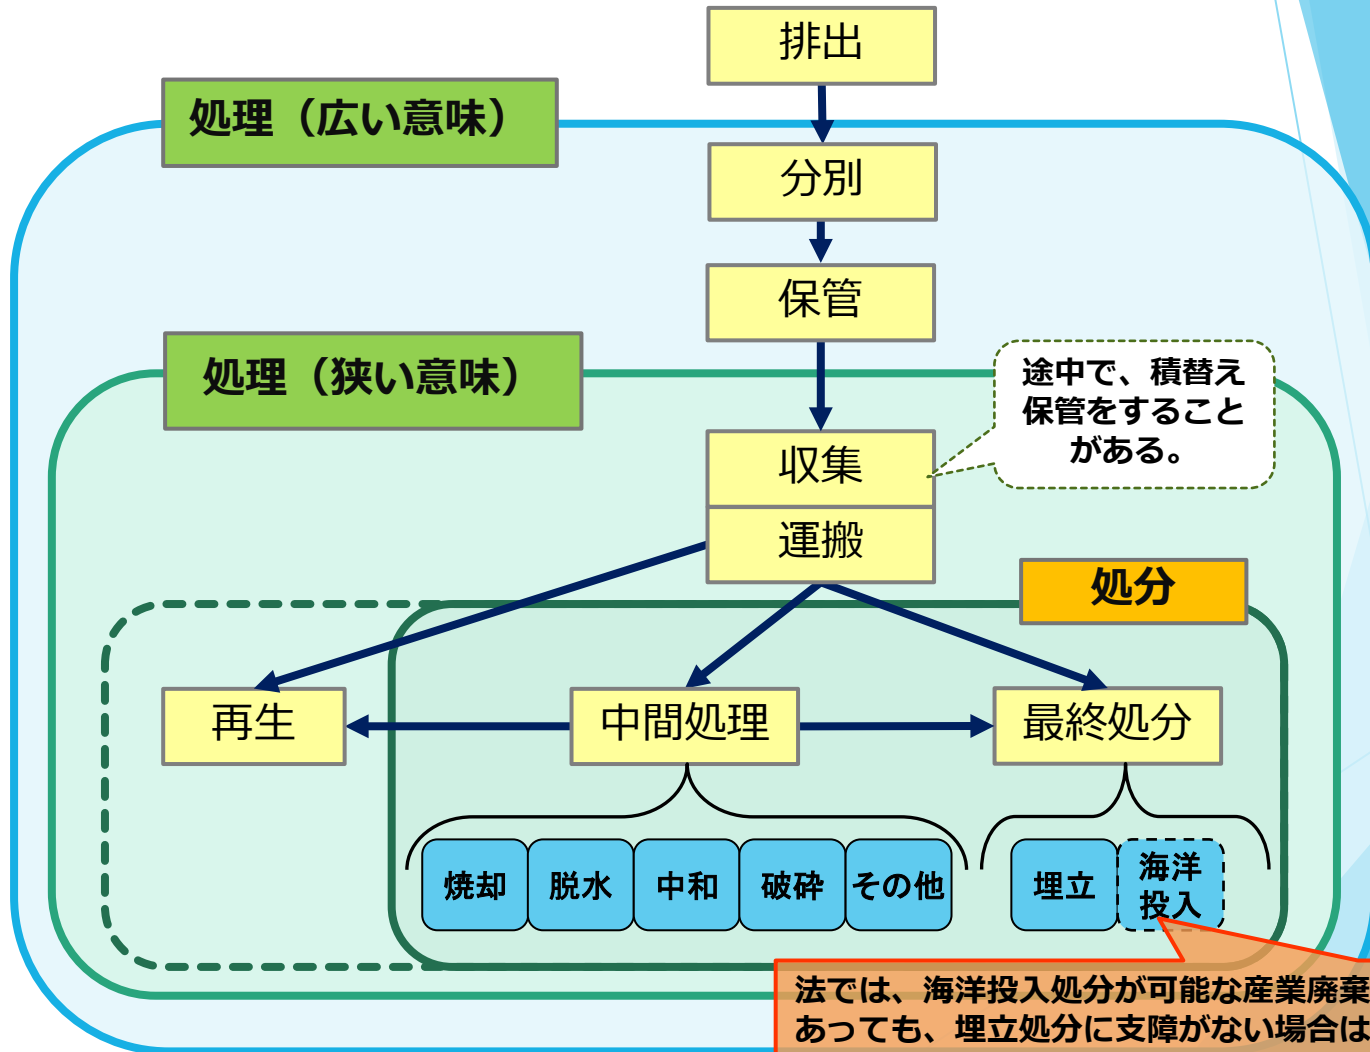 排出
処理（広い意味）
分別
保管
処理（狭い意味）
途中で、積替え
保管をすること
がある。
収集
運搬
処分
再生
中間処理
最終処分
焼却
脱水
中和
破砕
その他
埋立
海洋
投入
法では、海洋投入処分が可能な産業廃棄
あっても、埋立処分に支障がない場合は